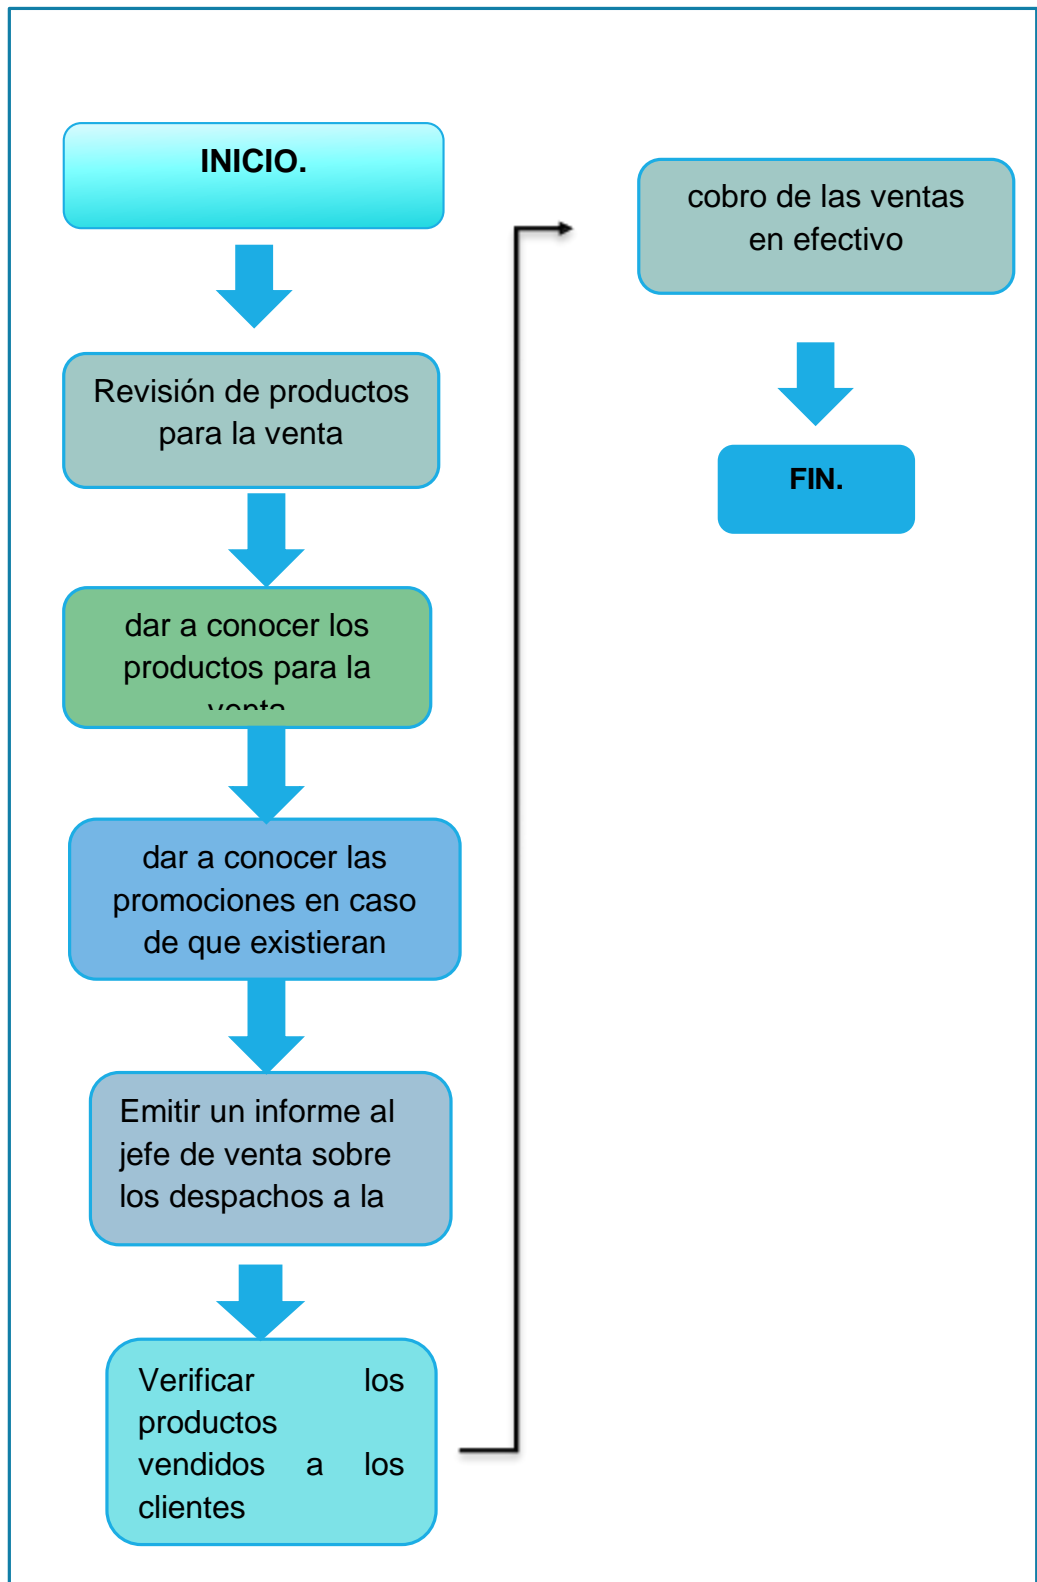 INICIO.
Revisión de productos
para la venta
dar a conocer los
productos para la
venta
dar a conocer las
promociones en caso
de que existieran
Emitir un informe al
jefe de venta sobre
los despachos a la
Verificar los
productos
vendidos a los
clientes
cobro de las ventas
en efectivo
FIN.